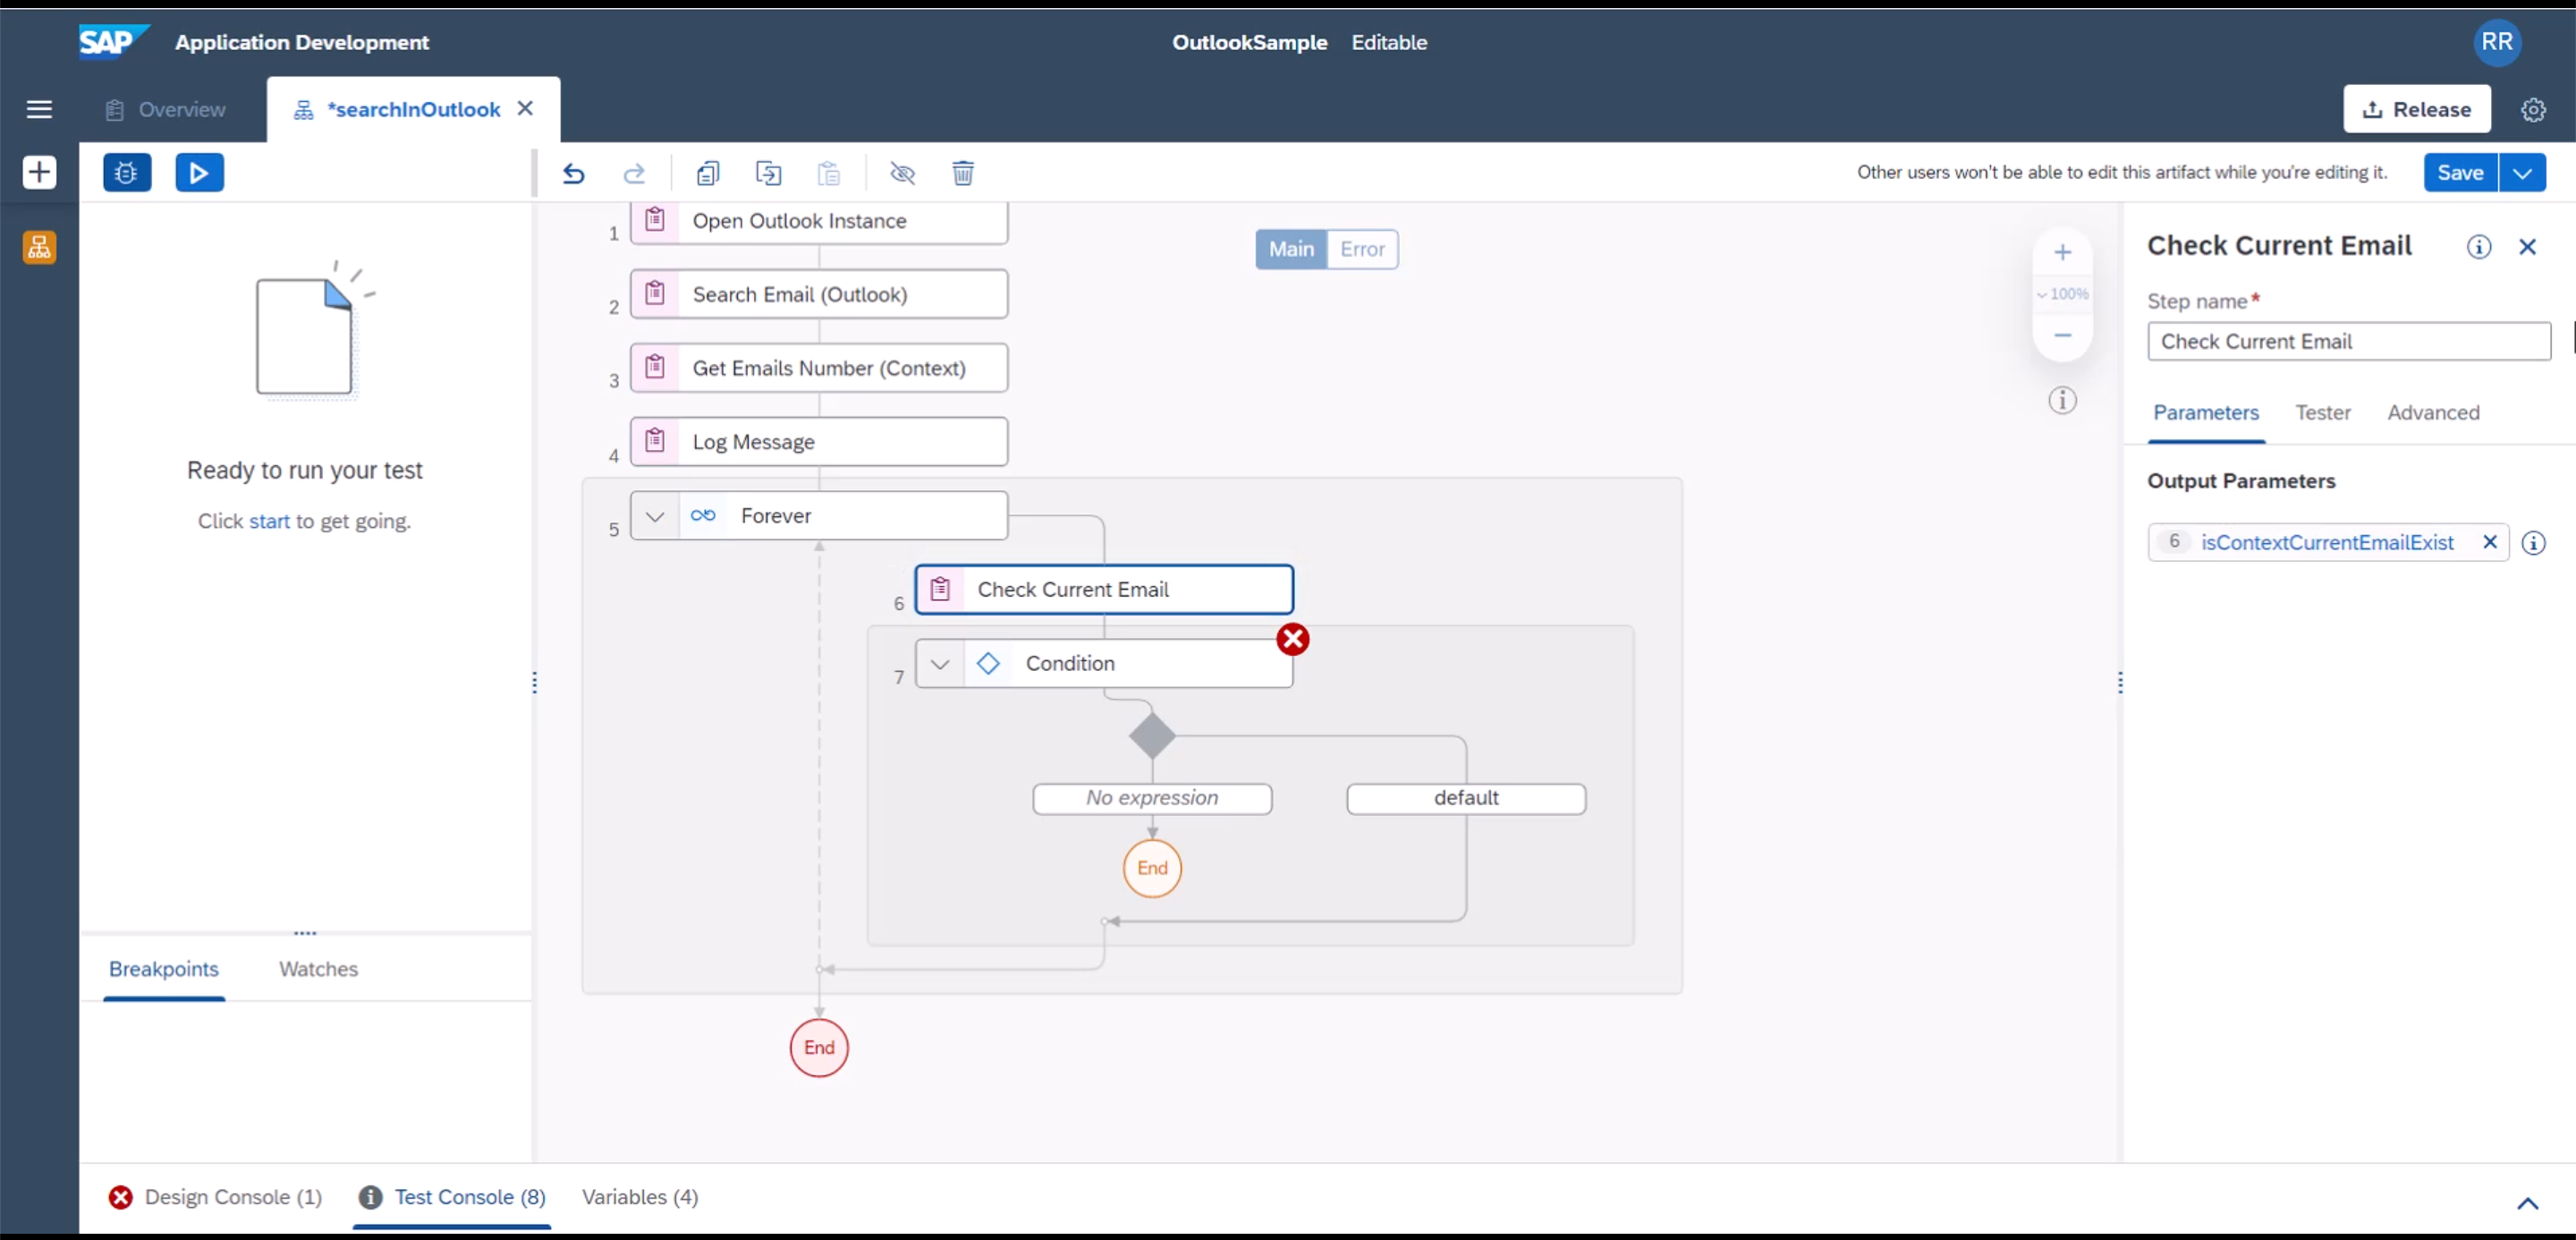 SAP Application Development
OutlookSample Editable
RR
Overview
*searchInOutlook
Release
Other users won't be able to edit this artifact while you're editing it.
Save
Ready to run your test
Click start to get going.
Breakpoints
Watches
1 Open Outlook Instance
2 Search Email (Outlook)
3 Get Emails Number (Context)
4 Log Message
5 Forever
6 Check Current Email
7 Condition
No expression
default
End
End
Main
Error
100%
Check Current Email
Step name*
Check Current Email
Parameters
Tester
Advanced
Output Parameters
6 isContextCurrentEmailExist
Design Console (1)
Test Console (8)
Variables (4)